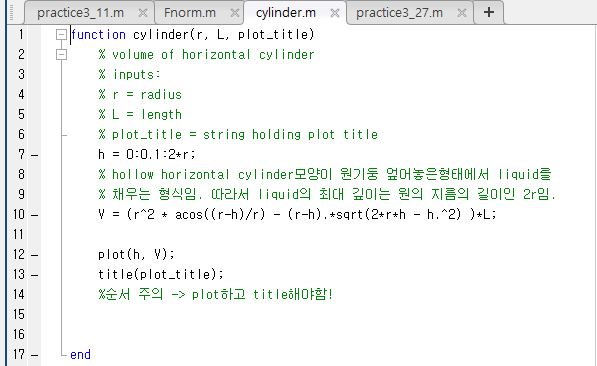 practice3_11.m × Fnorm.m × cylinder.m × practice3_27.m × +
1 function cylinder(r, L, plot_title)
2 % volume of horizontal cylinder
3 % inputs:
4 % r = radius
5 % L = length
6 % plot_title = string holding plot title
7 – h = 0:0.1:2*r;
8 % hollow horizontal cylinder모양이 원기둥 엎어놓은형태에서 liquid를
9 % 채우는 형식임. 따라서 liquid의 최대 깊이는 원의 지름의 길이인 2r임.
10 – V = (r^2 * acos((r-h)/r) - (r-h).*sqrt(2*r*h - h.^2) )*L;
11
12 – plot(h, V);
13 – title(plot_title);
14 %순서 주의 -> plot하고 title해야함!
15
16
17 – end